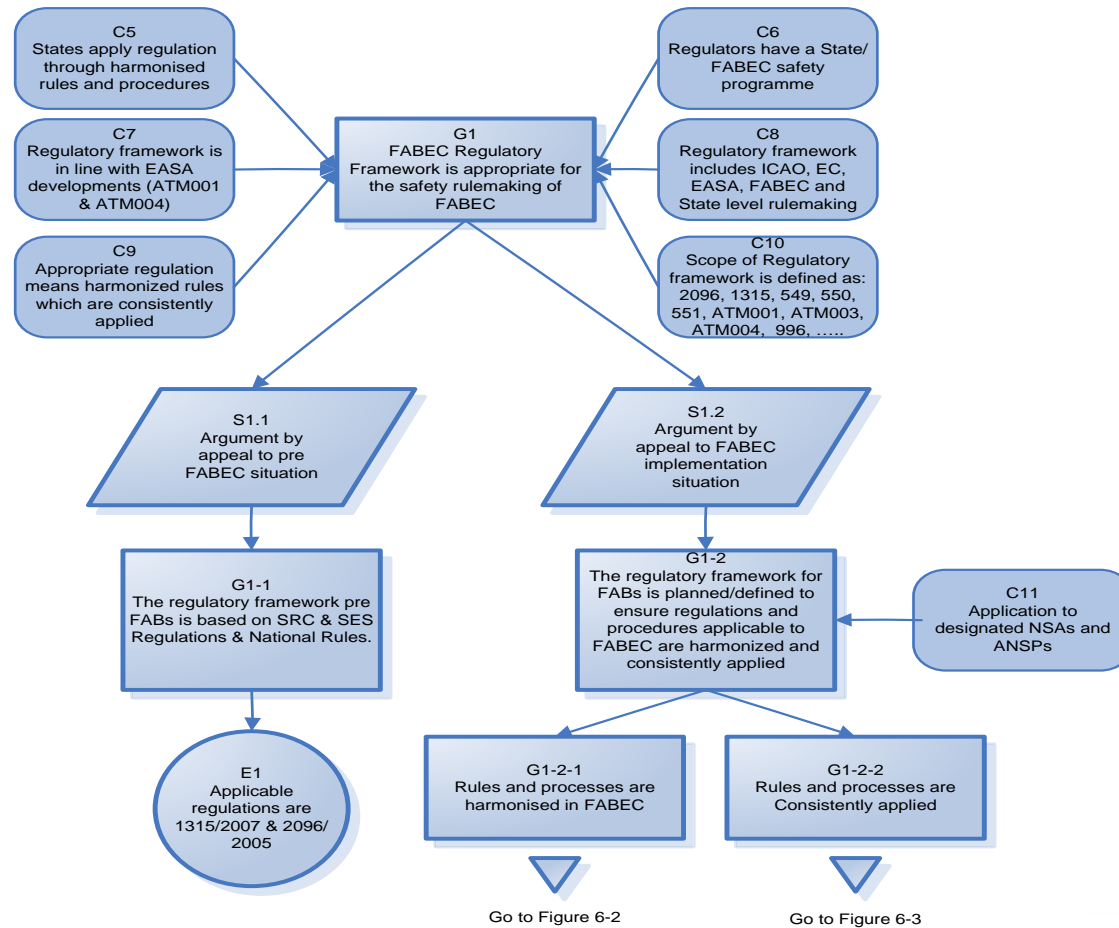 C5
States apply regulation
through harmonised
rules and procedures
C6
Regulators have a State/
FABEC safety
programme
C7
Regulatory framework is
in line with EASA
developments (ATM001
& ATM004)
G1
FABEC Regulatory
Framework is appropriate for
the safety rulemaking of
FABEC
C8
Regulatory framework
includes ICAO, EC,
EASA, FABEC and
State level rulemaking
C9
Appropriate regulation
means harmonized rules
which are consistently
applied
C10
Scope of Regulatory
framework is defined as:
2096, 1315, 549, 550,
551, ATM001, ATM003,
ATM004,  996, …..
S1.1
Argument by
appeal to pre
FABEC situation
S1.2
Argument by
appeal to FABEC
implementation
situation
G1-1
The regulatory framework pre
FABs is based on SRC & SES
Regulations & National Rules.
G1-2
The regulatory framework for
FABs is planned/defined to
ensure regulations and
procedures applicable to
FABEC are harmonized and
consistently applied
C11
Application to
designated NSAs and
ANSPs
E1
Applicable
regulations are
1315/2007 & 2096/
2005
G1-2-1
Rules and processes are
harmonised in FABEC
G1-2-2
Rules and processes are
Consistently applied
Go to Figure 6-2
Go to Figure 6-3